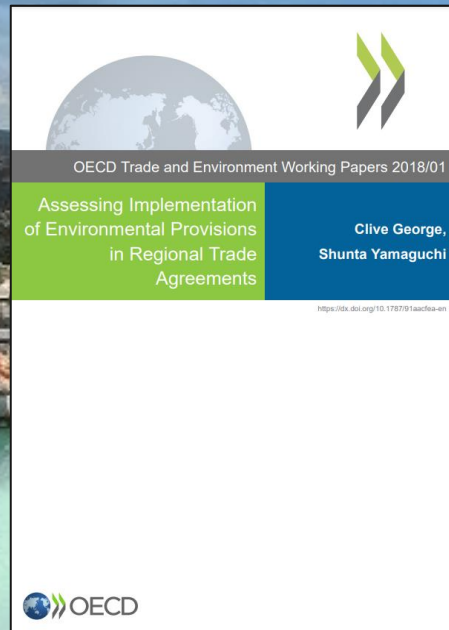 OECD Trade and Environment Working Papers 2018/01
Assessing Implementation
of Environmental Provisions
in Regional Trade
Agreements
Clive George,
Shunta Yamaguchi
https://dx.doi.org/10.1787/91aacfea-en
OECD